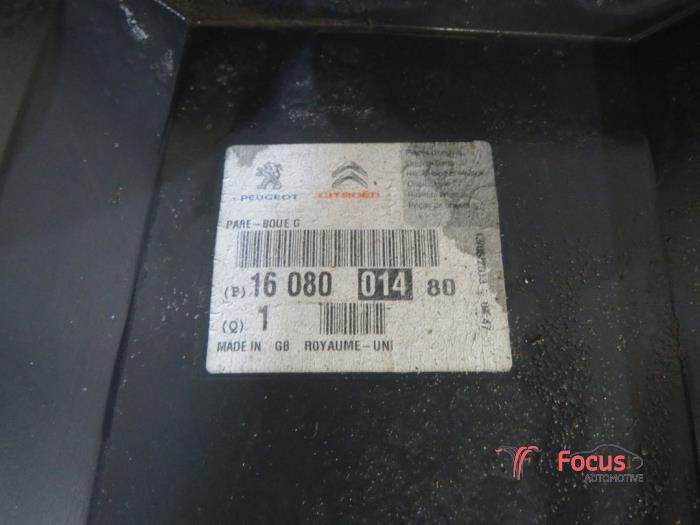 PEUGEOT CITROËN
PARE-BOUE G
(P) 16 080 014 80
(Q) 1
MADE IN GB ROYAUME-UNI
Focus
AUTOMOTIVE